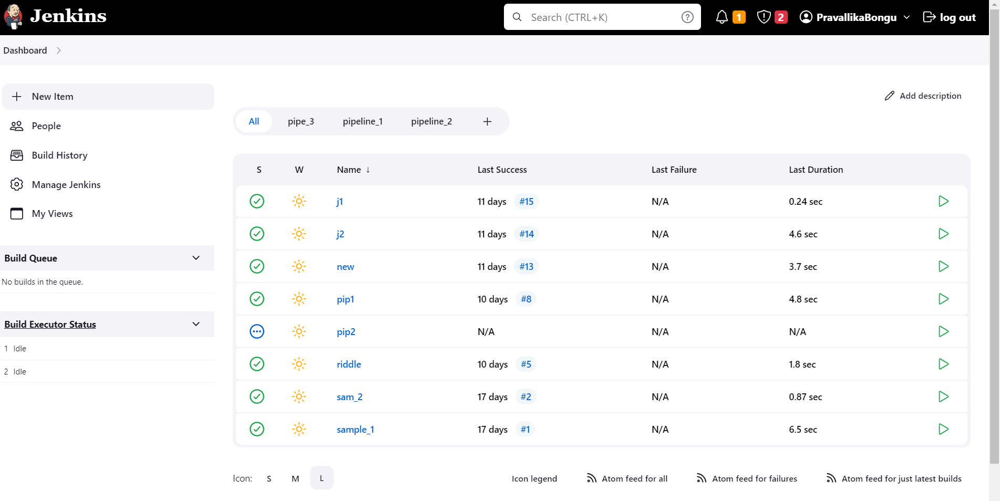 Jenkins
Search (CTRL+K)
1
2
PravallikaBongu
log out
Dashboard
New Item
People
Build History
Manage Jenkins
My Views
Build Queue
No builds in the queue.
Build Executor Status
1 Idle
2 Idle
Add description
All pipe_3 pipeline_1 pipeline_2 +
S W Name ↓ Last Success Last Failure Last Duration
j1 11 days #15 N/A 0.24 sec
j2 11 days #14 N/A 4.6 sec
new 11 days #13 N/A 3.7 sec
pip1 10 days #8 N/A 4.8 sec
pip2 N/A N/A N/A
riddle 10 days #5 N/A 1.8 sec
sam_2 17 days #2 N/A 0.87 sec
sample_1 17 days #1 N/A 6.5 sec
Icon: S M L
Icon legend Atom feed for all Atom feed for failures Atom feed for just latest builds